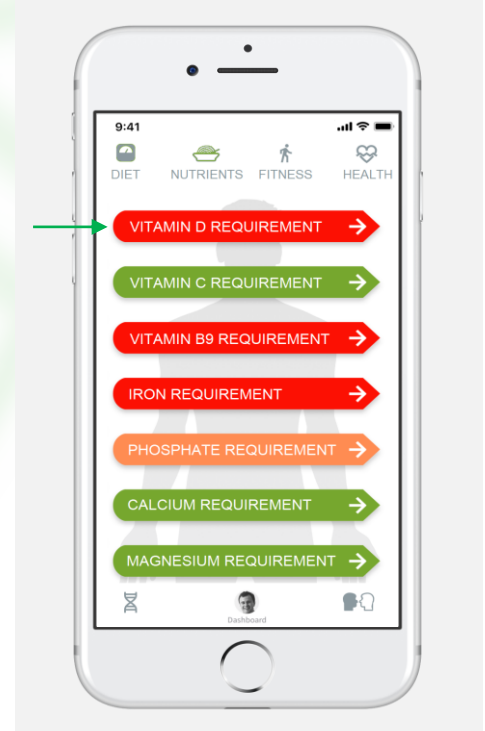 9:41
DIET NUTRIENTS FITNESS HEALTH
VITAMIN D REQUIREMENT
VITAMIN C REQUIREMENT
VITAMIN B9 REQUIREMENT
IRON REQUIREMENT
PHOSPHATE REQUIREMENT
CALCIUM REQUIREMENT
MAGNESIUM REQUIREMENT
Dashboard